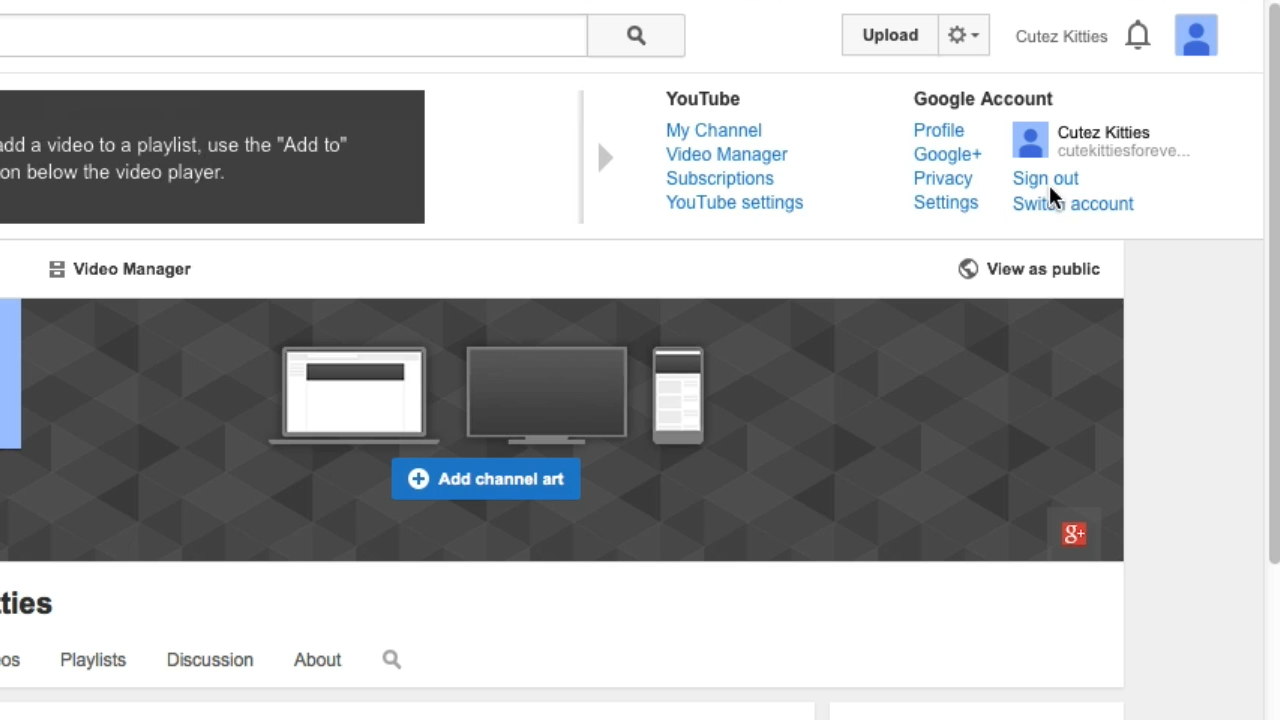 Upload
Cutez Kitties
add a video to a playlist, use the "Add to"
on below the video player.
YouTube
My Channel
Video Manager
Subscriptions
YouTube settings
Google Account
Profile
Google+
Privacy
Settings
Cutez Kitties
cutekittiesforeve...
Sign out
Switch account
Video Manager
View as public
Add channel art
g+
tties
os
Playlists
Discussion
About